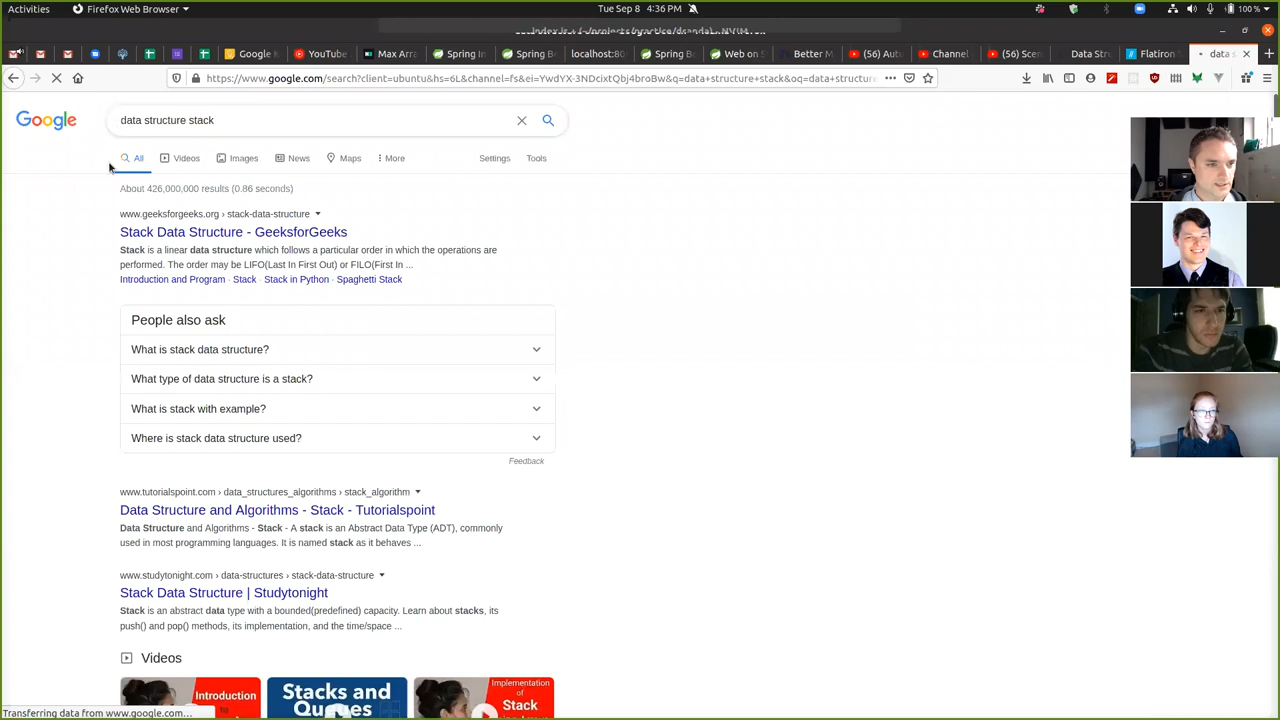 Activities
Firefox Web Browser
Tue Sep 8 4:36 PM
100 %
Google
YouTube
Max Array
Spring In
Spring B
localhost:80
Spring Ba
Web on S
Better M
(56) Auto
Channel
(56) Scen
Data Stru
Flatiron
data s
https://www.google.com/search?client=ubuntu&hs=6L&channel=fs&ei=YwdYX-3NDcixtQbj4broBw&q=data+structure+stack&oq=data+structure
Google
data structure stack
All
Videos
Images
News
Maps
More
Settings
Tools
About 426,000,000 results (0.86 seconds)
www.geeksforgeeks.org › stack-data-structure
Stack Data Structure - GeeksforGeeks
Stack is a linear data structure which follows a particular order in which the operations are
performed. The order may be LIFO(Last In First Out) or FILO(First In ...
Introduction and Program · Stack · Stack in Python · Spaghetti Stack
People also ask
What is stack data structure?
What type of data structure is a stack?
What is stack with example?
Where is stack data structure used?
Feedback
www.tutorialspoint.com › data_structures_algorithms › stack_algorithm
Data Structure and Algorithms - Stack - Tutorialspoint
Data Structure and Algorithms - Stack - A stack is an Abstract Data Type (ADT), commonly
used in most programming languages. It is named stack as it behaves ...
www.studytonight.com › data-structures › stack-data-structure
Stack Data Structure | Studytonight
Stack is an abstract data type with a bounded(predefined) capacity. Learn about stacks, its
push() and pop() methods, its implementation, and the time/space ...
Videos
Introduction
Stacks and
Queues
Implementation
of
Stack
Transferring data from www.google.com…